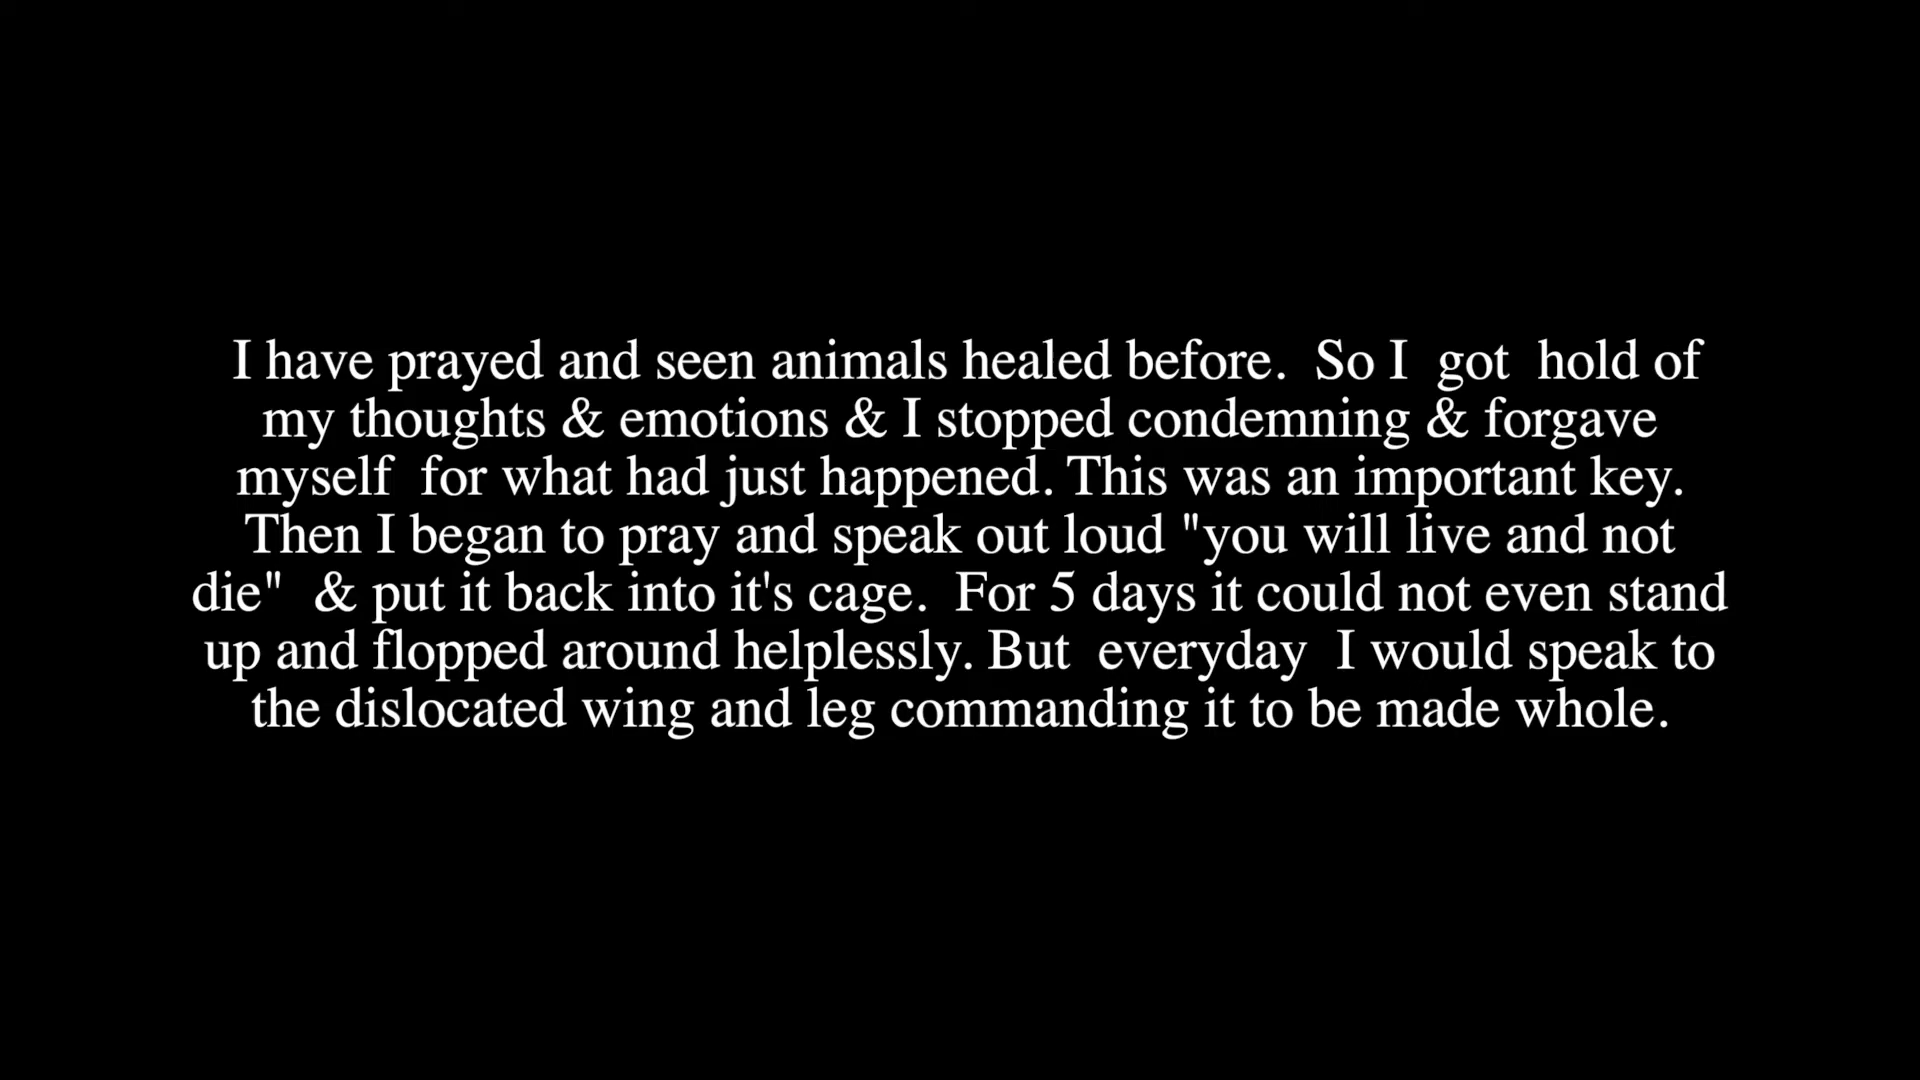 I have prayed and seen animals healed before.  So I  got  hold of
my thoughts & emotions & I stopped condemning & forgave
myself  for what had just happened. This was an important key.
Then I began to pray and speak out loud "you will live and not
die"  & put it back into it's cage.  For 5 days it could not even stand
up and flopped around helplessly. But  everyday  I would speak to
the dislocated wing and leg commanding it to be made whole.